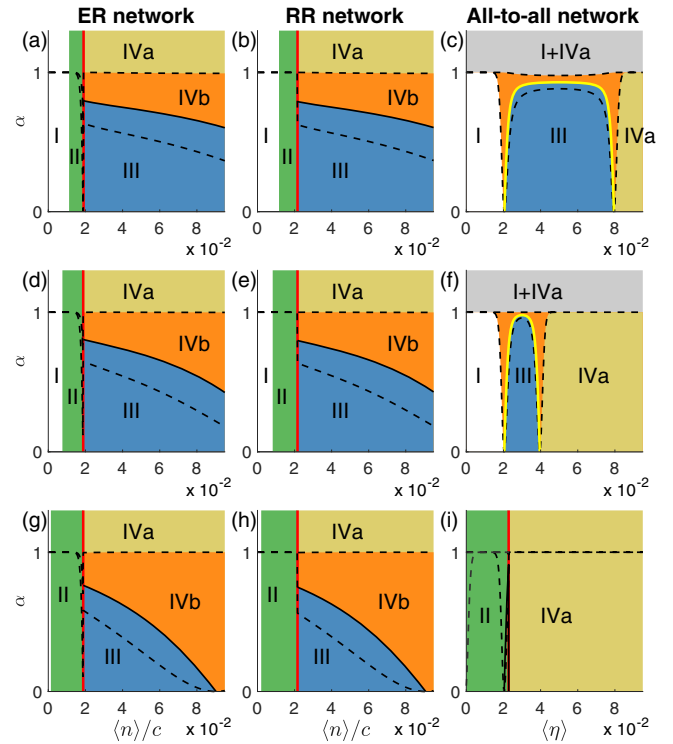 ER network RR network All-to-all network
(a) IVa (b) IVa (c) I+IVa
1 1 1
α IVb IVb
I II III I II III I III IVa
0 0 0
0 2 4 6 8 0 2 4 6 8 0 2 4 6 8
x 10⁻² x 10⁻² x 10⁻²
(d) IVa (e) IVa (f) I+IVa
1 1 1
α IVb IVb
I II III I II III I III IVa
0 0 0
0 2 4 6 8 0 2 4 6 8 0 2 4 6 8
x 10⁻² x 10⁻² x 10⁻²
(g) IVa (h) IVa (i)
1 1 1
α II IVb II IVb II IVa
III III
0 0 0
0 2 4 6 8 0 2 4 6 8 0 2 4 6 8
⟨n⟩/c x 10⁻² ⟨n⟩/c x 10⁻² ⟨η⟩ x 10⁻²